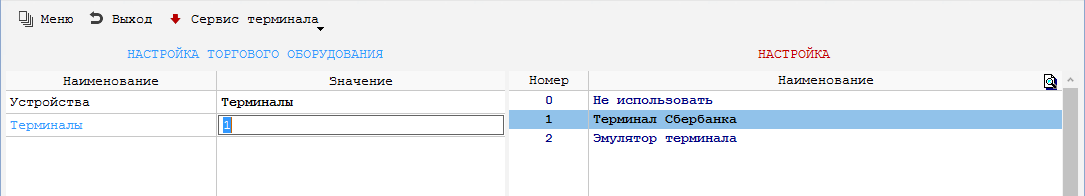 Меню Выход Сервис терминала
НАСТРОЙКА ТОРГОВОГО ОБОРУДОВАНИЯ НАСТРОЙКА
Наименование Значение Номер Наименование
Устройства Терминалы
Терминалы 1
0 Не использовать
1 Терминал Сбербанка
2 Эмулятор терминала